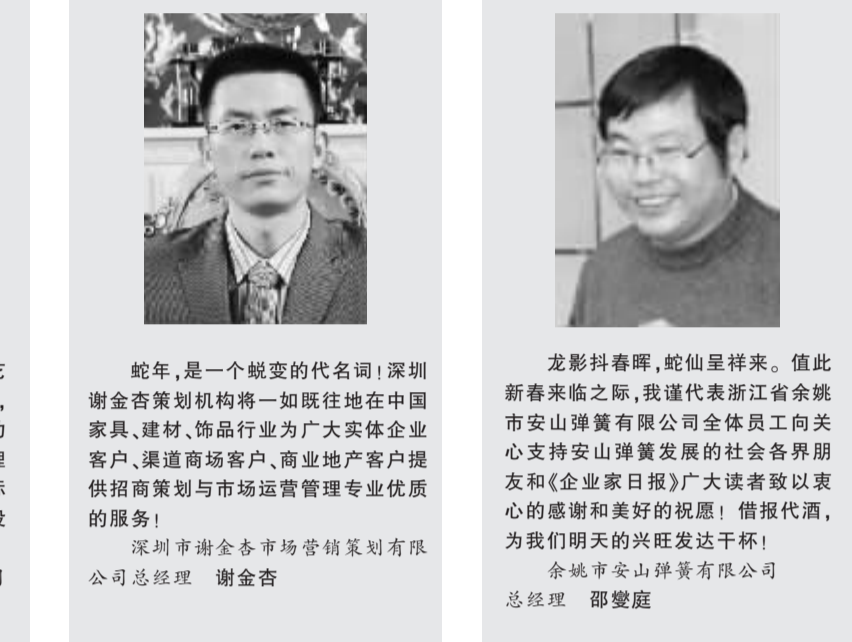 蛇年,是一个蜕变的代名词!深圳
谢金杏策划机构将一如既往地在中国
家具、建材、饰品行业为广大实体企业
客户、渠道商场客户、商业地产客户提
供招商策划与市场运营管理专业优质
的服务!
深圳市谢金杏市场营销策划有限
公司总经理 谢金杏
龙影抖春晖,蛇仙呈祥来。值此
新春来临之际,我谨代表浙江省余姚
市安山弹簧有限公司全体员工向关
心支持安山弹簧发展的社会各界朋
友和《企业家日报》广大读者致以衷
心的感谢和美好的祝愿!借报代酒,
为我们明天的兴旺发达干杯!
余姚市安山弹簧有限公司
总经理 邵燮庭